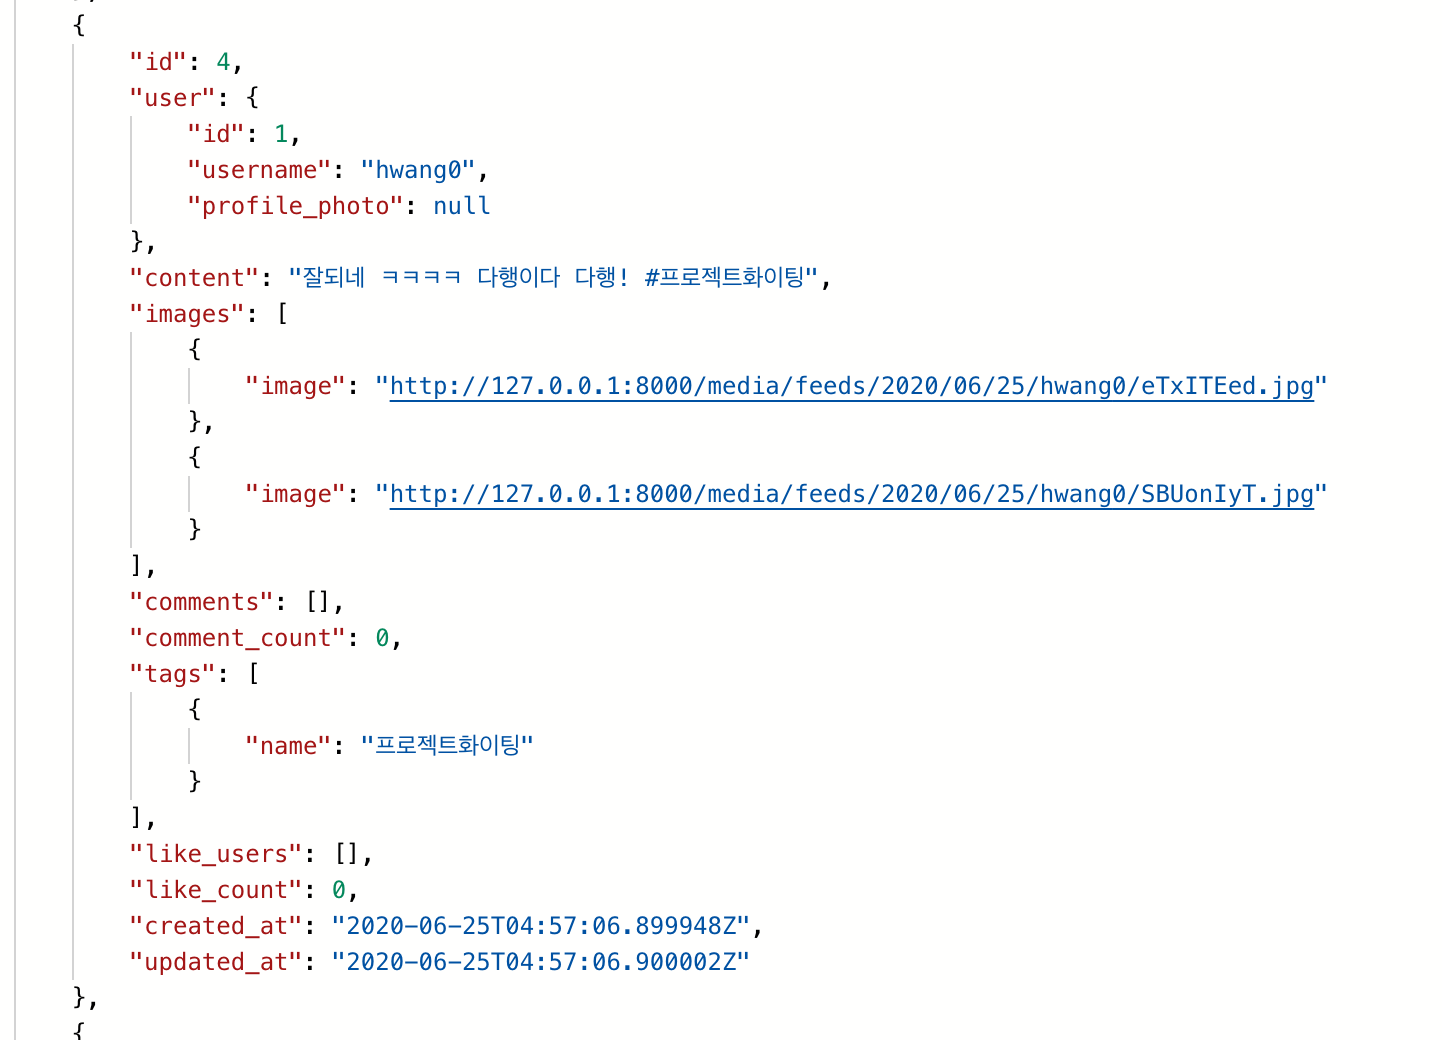 {
"id": 4,
"user": {
"id": 1,
"username": "hwang0",
"profile_photo": null
},
"content": "잘되네 ㅋㅋㅋㅋ 다행이다 다행! #프로젝트화이팅",
"images": [
{
"image": "http://127.0.0.1:8000/media/feeds/2020/06/25/hwang0/eTxITEed.jpg"
},
{
"image": "http://127.0.0.1:8000/media/feeds/2020/06/25/hwang0/SBUonIyT.jpg"
}
],
"comments": [],
"comment_count": 0,
"tags": [
{
"name": "프로젝트화이팅"
}
],
"like_users": [],
"like_count": 0,
"created_at": "2020-06-25T04:57:06.899948Z",
"updated_at": "2020-06-25T04:57:06.900002Z"
},
{